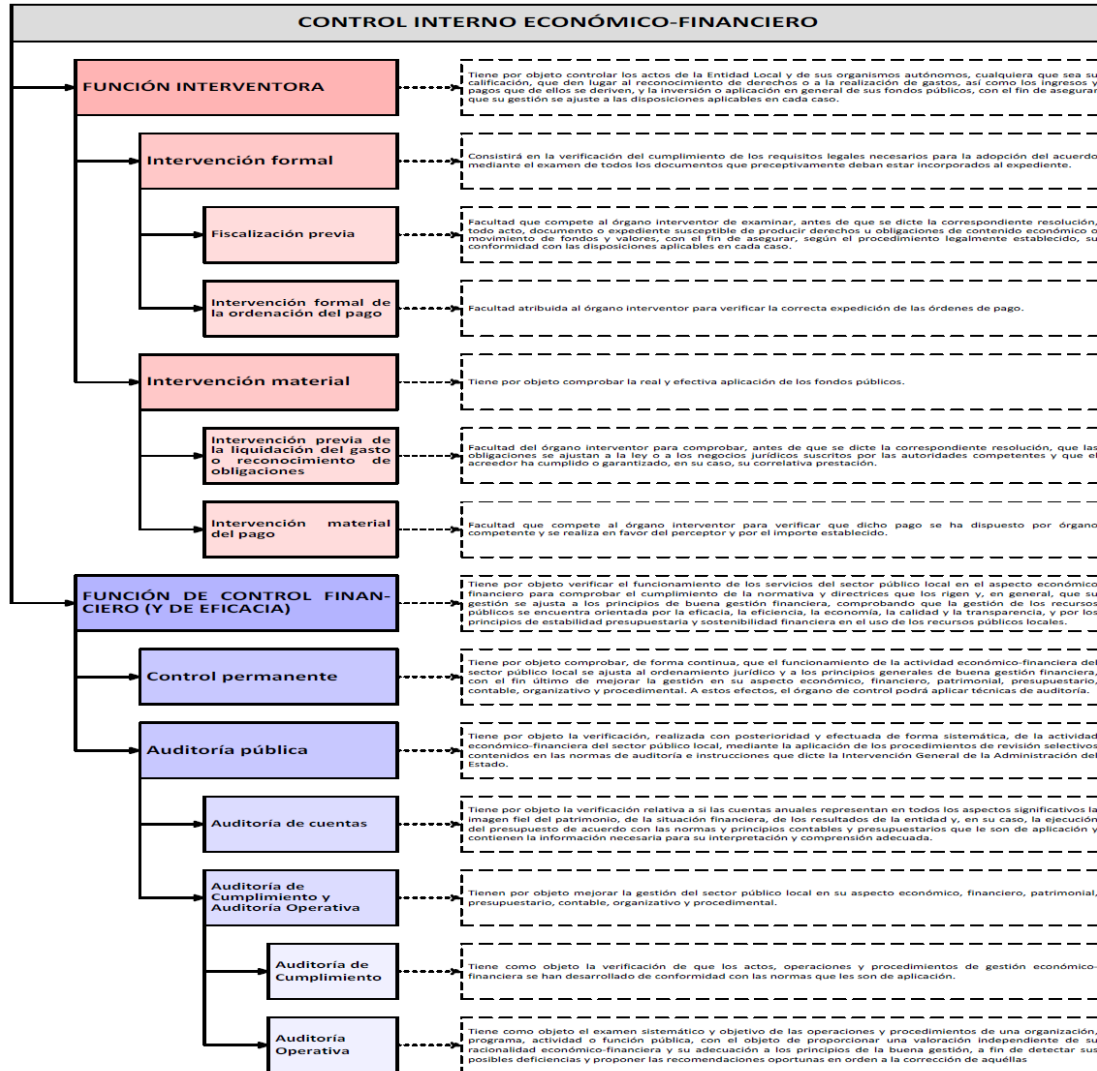 CONTROL INTERNO ECONÓMICO-FINANCIERO
FUNCIÓN INTERVENTORA
Tiene por objeto controlar los actos de la Entidad Local y de sus organismos autónomos, cualquiera que sea su
calificación, que den lugar al reconocimiento de derechos o a la realización de gastos, así como los ingresos y
pagos que de ellos se deriven, y la inversión o aplicación en general de sus fondos públicos, con el fin de asegurar
que su gestión se ajuste a las disposiciones aplicables en cada caso.
Intervención formal
Consistirá en la verificación del cumplimiento de los requisitos legales necesarios para la adopción del acuerdo
mediante el examen de todos los documentos que preceptivamente deban estar incorporados al expediente.
Fiscalización previa
Facultad que compete al órgano interventor de examinar, antes de que se dicte la correspondiente resolución,
todo acto, documento o expediente susceptible de producir derechos u obligaciones de contenido económico o
movimiento de fondos y valores, con el fin de asegurar, según el procedimiento legalmente establecido, su
conformidad con las disposiciones aplicables en cada caso.
Intervención formal de
la ordenación del pago
Facultad atribuida al órgano interventor para verificar la correcta expedición de las órdenes de pago.
Intervención material
Tiene por objeto comprobar la real y efectiva aplicación de los fondos públicos.
Intervención previa de
la liquidación del gasto
o reconocimiento de
obligaciones
Facultad del órgano interventor para comprobar, antes de que se dicte la correspondiente resolución, que las
obligaciones se ajustan a la ley o a los negocios jurídicos suscritos por las autoridades competentes y que el
acreedor ha cumplido o garantizado, en su caso, su correlativa prestación.
Intervención material
del pago
Facultad que compete al órgano interventor para verificar que dicho pago se ha dispuesto por órgano
competente y se realiza en favor del perceptor y por el importe establecido.
FUNCIÓN DE CONTROL FINAN-
CIERO (Y DE EFICACIA)
Tiene por objeto verificar el funcionamiento de los servicios del sector público local en el aspecto económico
financiero para comprobar el cumplimiento de la normativa y directrices que los rigen y, en general, que su
gestión se ajusta a los principios de buena gestión financiera, comprobando que la gestión de los recursos
públicos se encuentra orientada por la eficacia, la eficiencia, la economía, la calidad y la transparencia, y por los
principios de estabilidad presupuestaria y sostenibilidad financiera en el uso de los recursos públicos locales.
Control permanente
Tiene por objeto comprobar, de forma continua, que el funcionamiento de la actividad económico-financiera del
sector público local se ajusta al ordenamiento jurídico y a los principios generales de buena gestión financiera,
con el fin último de mejorar la gestión en su aspecto económico, financiero, patrimonial, presupuestario,
contable, organizativo y procedimental. A estos efectos, el órgano de control podrá aplicar técnicas de auditoría.
Auditoría pública
Tiene por objeto la verificación, realizada con posterioridad y efectuada de forma sistemática, de la actividad
económico-financiera del sector público local, mediante la aplicación de los procedimientos de revisión selectivos
contenidos en las normas de auditoría e instrucciones que dicte la Intervención General de la Administración del
Estado.
Auditoría de cuentas
Tiene por objeto la verificación relativa a si las cuentas anuales representan en todos los aspectos significativos la
imagen fiel del patrimonio, de la situación financiera, de los resultados de la entidad y, en su caso, la ejecución
del presupuesto de acuerdo con las normas y principios contables y presupuestarios que le son de aplicación y
contienen la información necesaria para su interpretación y comprensión adecuada.
Auditoría de
Cumplimiento y
Auditoría Operativa
Tienen por objeto mejorar la gestión del sector público local en su aspecto económico, financiero, patrimonial,
presupuestario, contable, organizativo y procedimental.
Auditoría de
Cumplimiento
Tiene como objeto la verificación de que los actos, operaciones y procedimientos de gestión económico-
financiera se han desarrollado de conformidad con las normas que les son de aplicación.
Auditoría
Operativa
Tiene como objeto el examen sistemático y objetivo de las operaciones y procedimientos de una organización,
programa, actividad o función pública, con el objeto de proporcionar una valoración independiente de su
racionalidad económico-financiera y su adecuación a los principios de la buena gestión, a fin de detectar sus
posibles deficiencias y proponer las recomendaciones oportunas en orden a la corrección de aquéllas